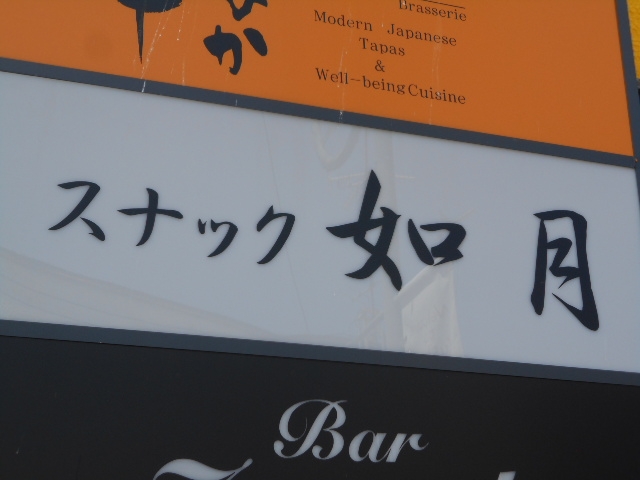 Brasserie
Modern Japanese
Tapas
&
Well-being Cuisine
スナック 如月
Bar